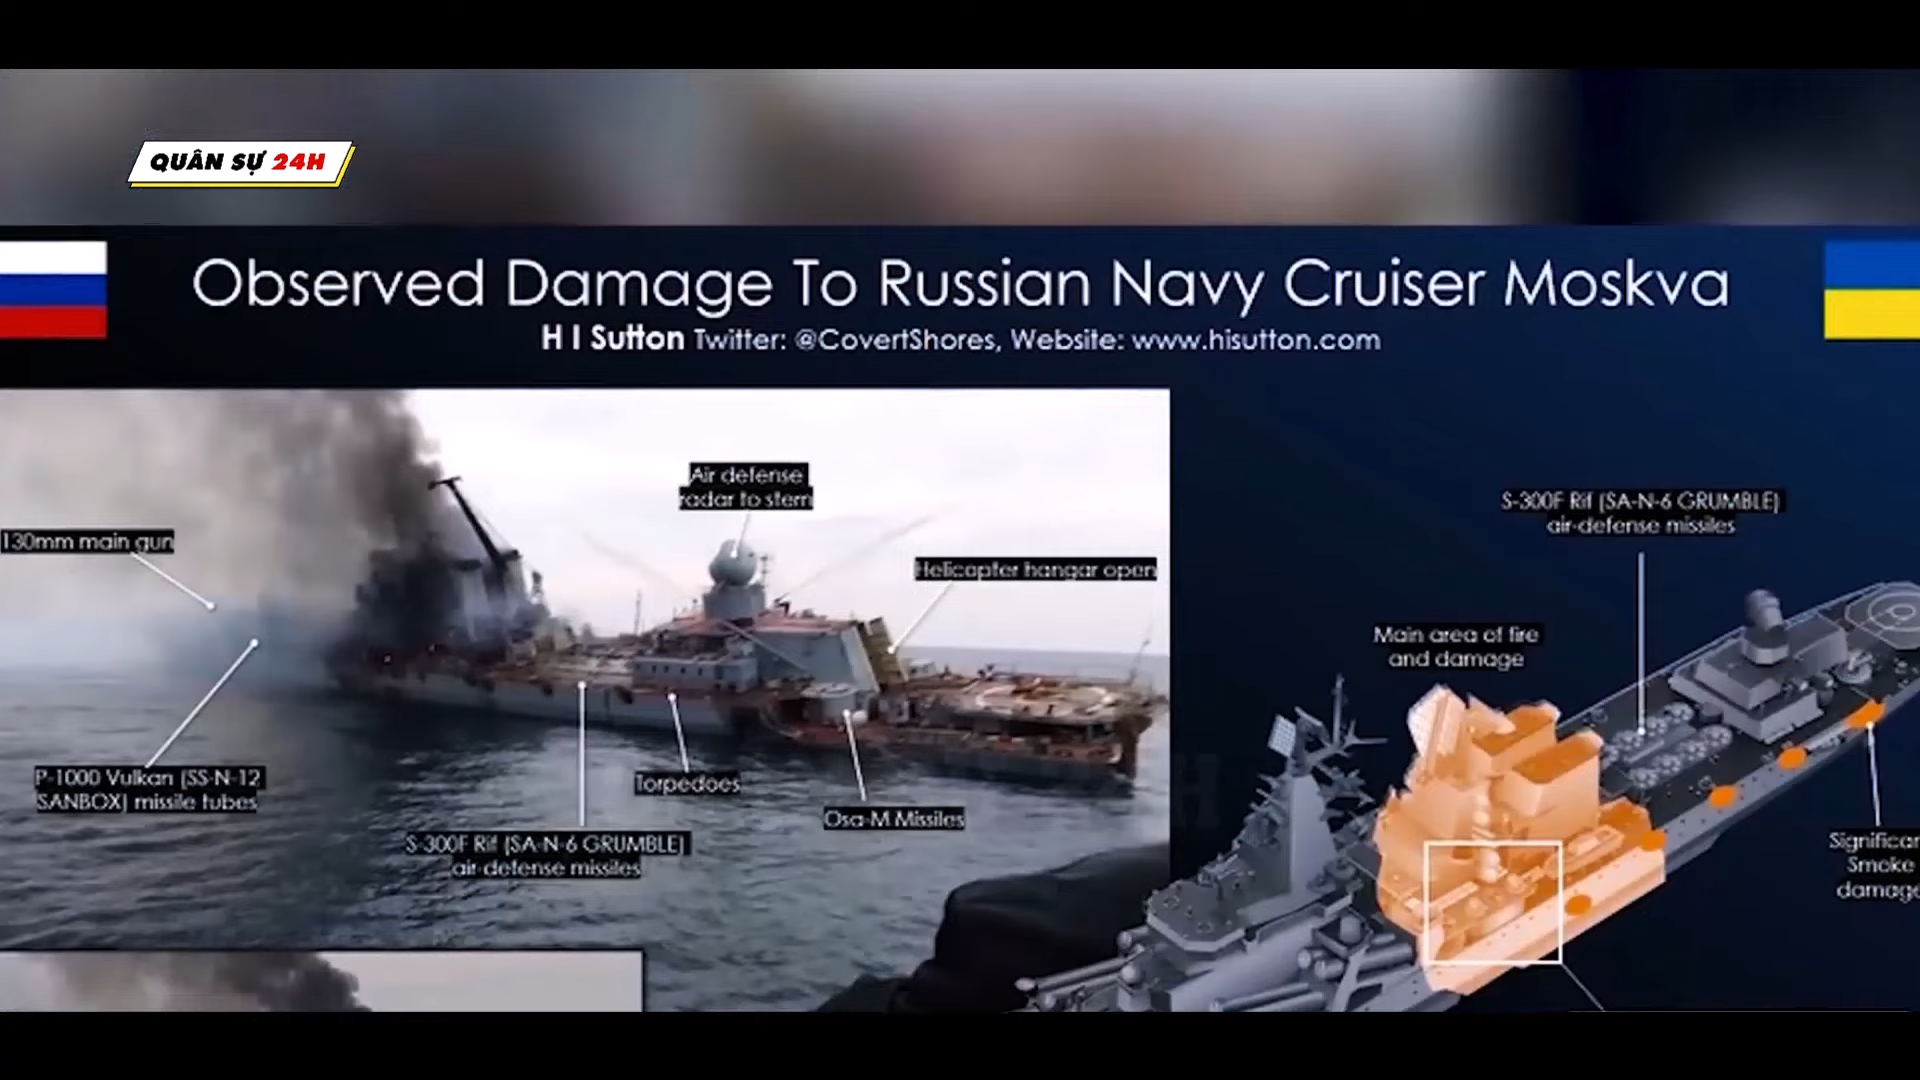 QUÂN SỰ 24H
Observed Damage To Russian Navy Cruiser Moskva
H I Sutton Twitter: @CovertShores, Website: www.hisutton.com
Air defense
radar to stern
130mm main gun
Helicopter hangar open
S-300F Rif (SA-N-6 GRUMBLE)
air-defense missiles
Main area of fire
and damage
P-1000 Vulkan (SS-N-12
SANBOX) missile tubes
Torpedoes
Osa-M Missiles
S-300F Rif (SA-N-6 GRUMBLE)
air-defense missiles
Significan
Smoke
damage